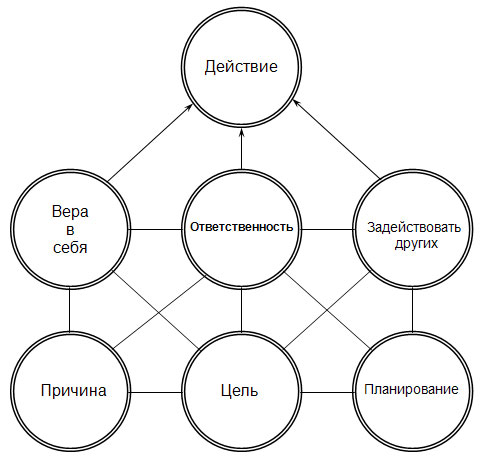 Действие
Вера
в
себя
Ответственность
Задействовать
других
Причина
Цель
Планирование